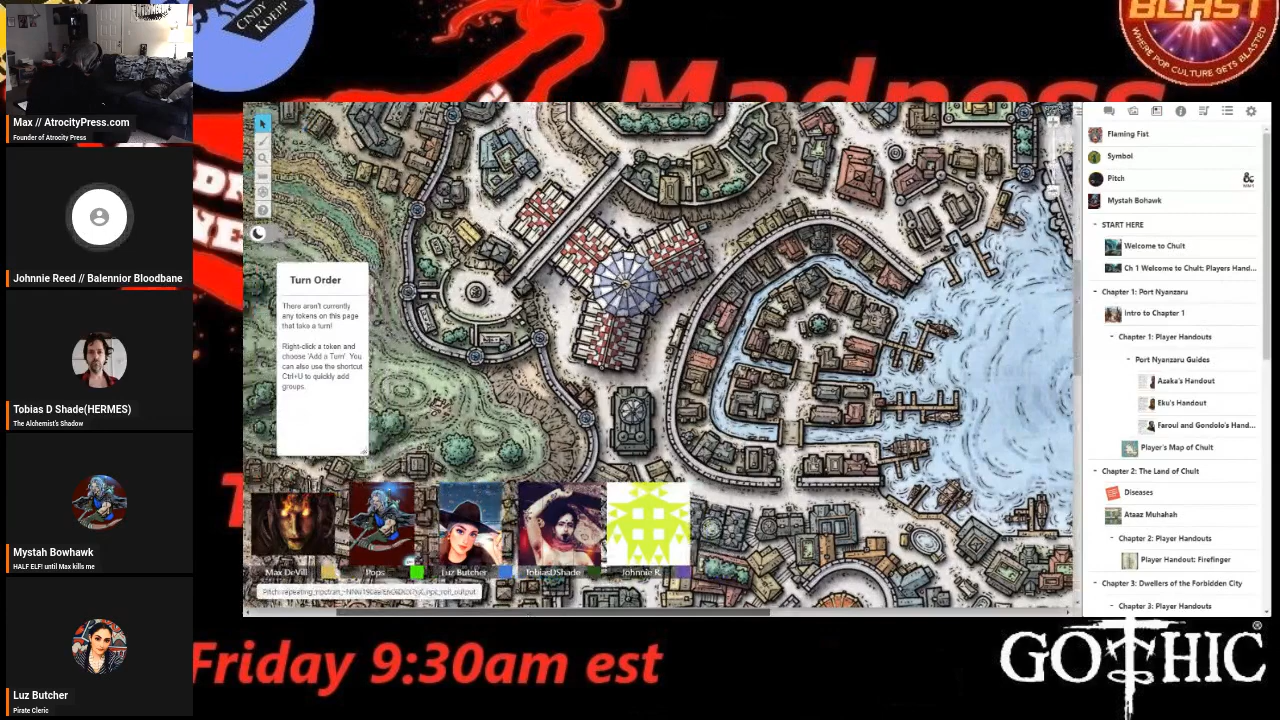 CINDY
KOEPP
BLAST
WHERE POP CULTURE GETS BLASTED
Madness
Max // AtrocityPress.com
Founder of Atrocity Press
Johnnie Reed // Balennior Bloodbane
Tobias D Shade(HERMES)
The Alchemist's Shadow
Mystah Bowhawk
HALF ELF! until Max kills me
Luz Butcher
Pirate Cleric
Turn Order
There aren't currently
any tokens on this page
that take a turn!
Right-click a token and
choose 'Add a Turn'. You
can also use the shortcut
Ctrl+U to quickly add
groups.
Max DeVill
Pops
Luz Butcher
TobiasDShade
Johnnie R.
Flaming Fist
Symbol
Pitch
Mystah Bohawk
START HERE
Welcome to Chult
Ch 1 Welcome to Chult: Players Hand...
Chapter 1: Port Nyanzaru
Intro to Chapter 1
Chapter 1: Player Handouts
Port Nyanzaru Guides
Azaka's Handout
Eku's Handout
Faroul and Gondolo's Hand...
Player's Map of Chult
Chapter 2: The Land of Chult
Diseases
Ataaz Muhahah
Chapter 2: Player Handouts
Player Handout: Firefinger
Chapter 3: Dwellers of the Forbidden City
Chapter 3: Player Handouts
Friday 9:30am est
GOTHIC